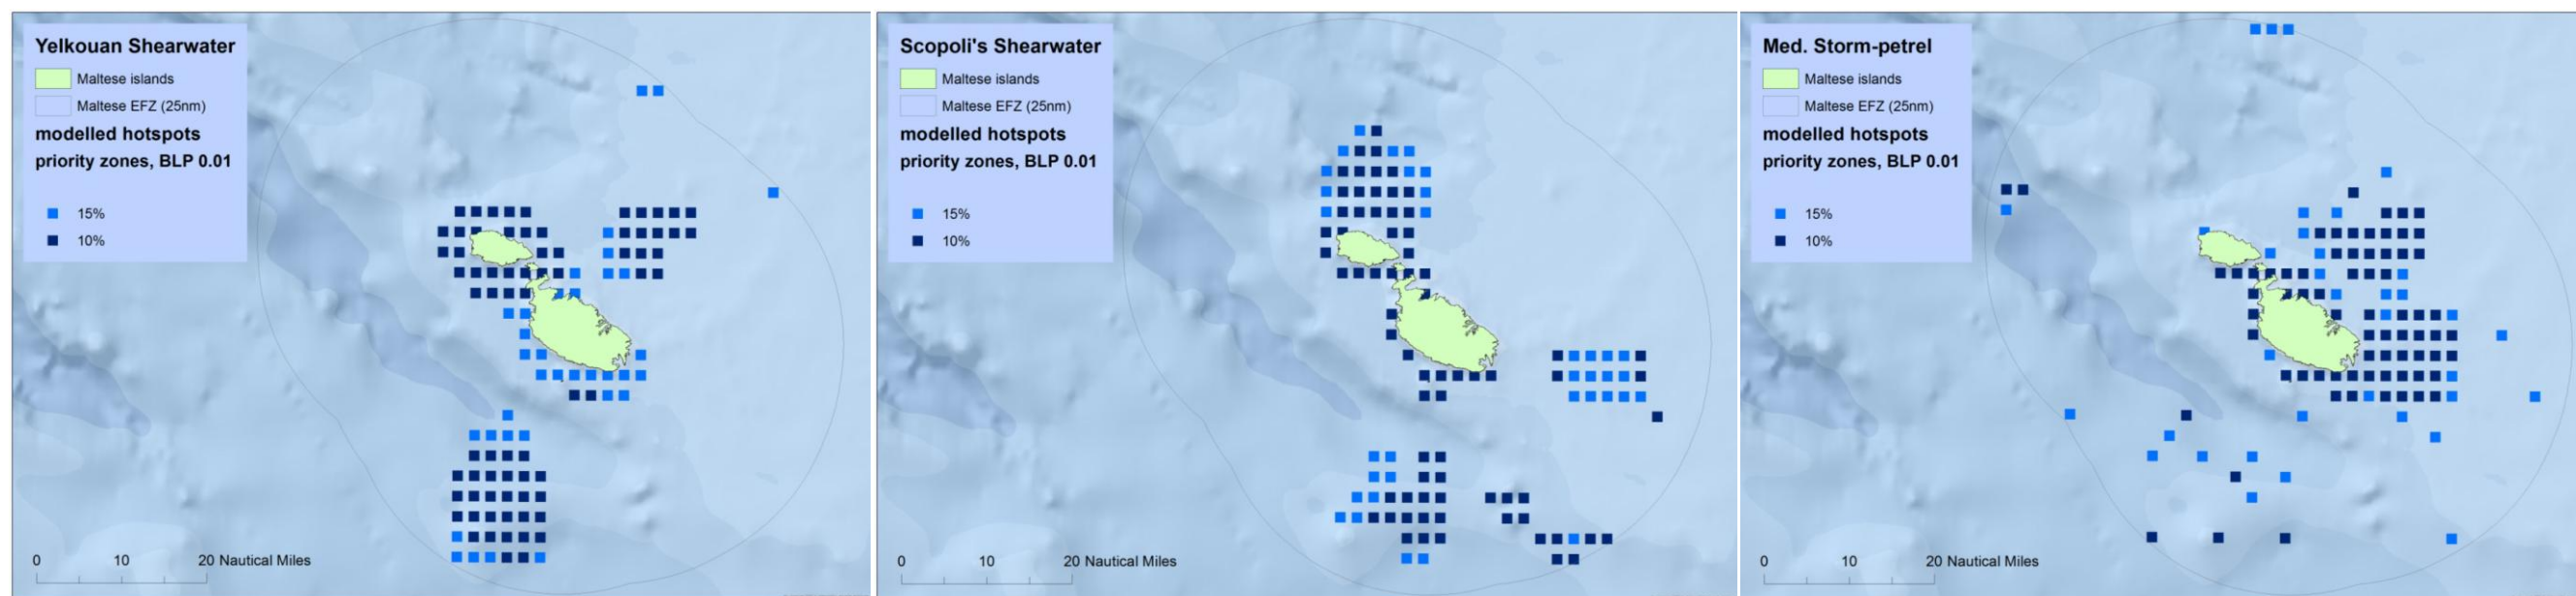 Yelkouan Shearwater
Maltese islands
Maltese EFZ (25nm)
modelled hotspots
priority zones, BLP 0.01
15%
10%
0 10 20 Nautical Miles
Scopoli's Shearwater
Maltese islands
Maltese EFZ (25nm)
modelled hotspots
priority zones, BLP 0.01
15%
10%
0 10 20 Nautical Miles
Med. Storm-petrel
Maltese islands
Maltese EFZ (25nm)
modelled hotspots
priority zones, BLP 0.01
15%
10%
0 10 20 Nautical Miles